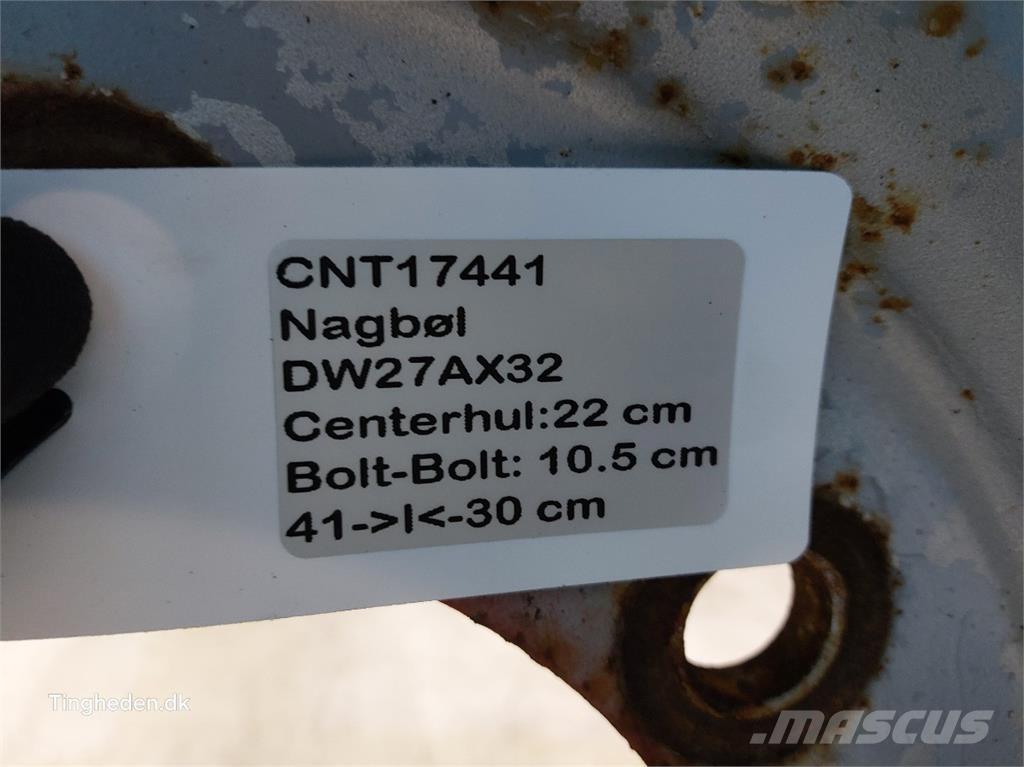 CNT17441
Nagbøl
DW27AX32
Centerhul:22 cm
Bolt-Bolt: 10.5 cm
41->I<-30 cm
Tingheden.dk
MASCUS